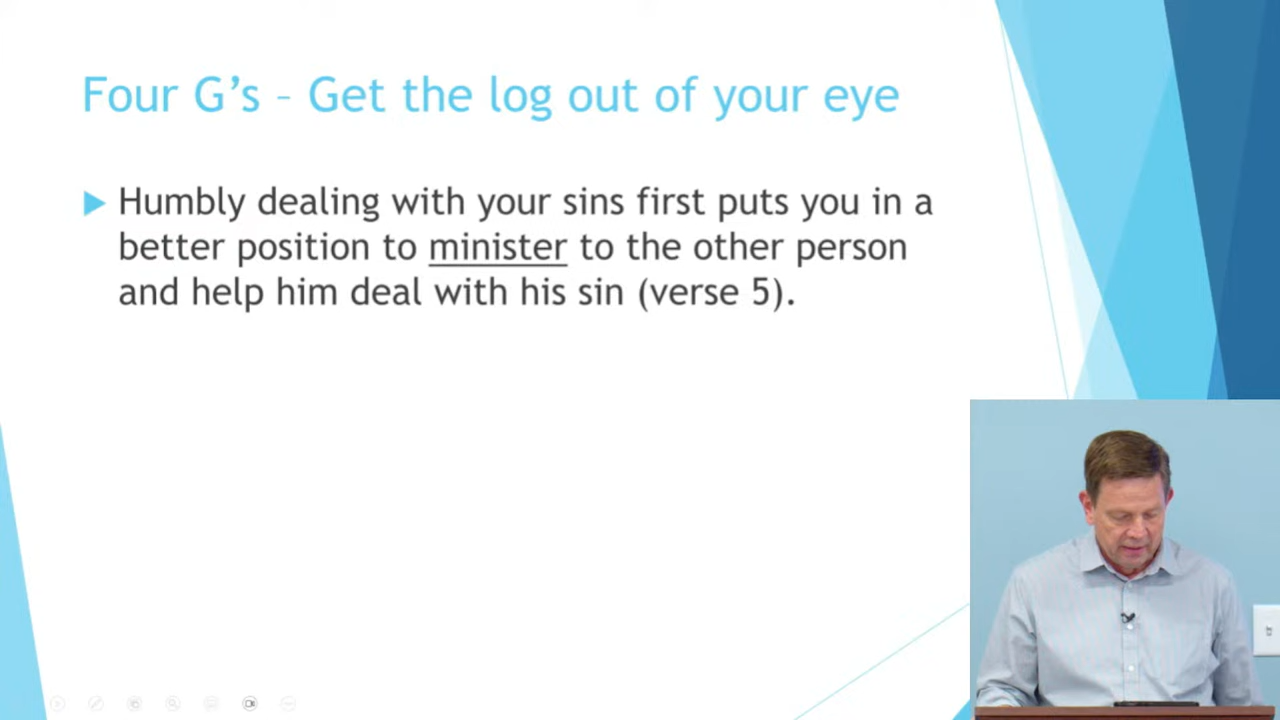 Four G’s – Get the log out of your eye
Humbly dealing with your sins first puts you in a
better position to minister to the other person
and help him deal with his sin (verse 5).